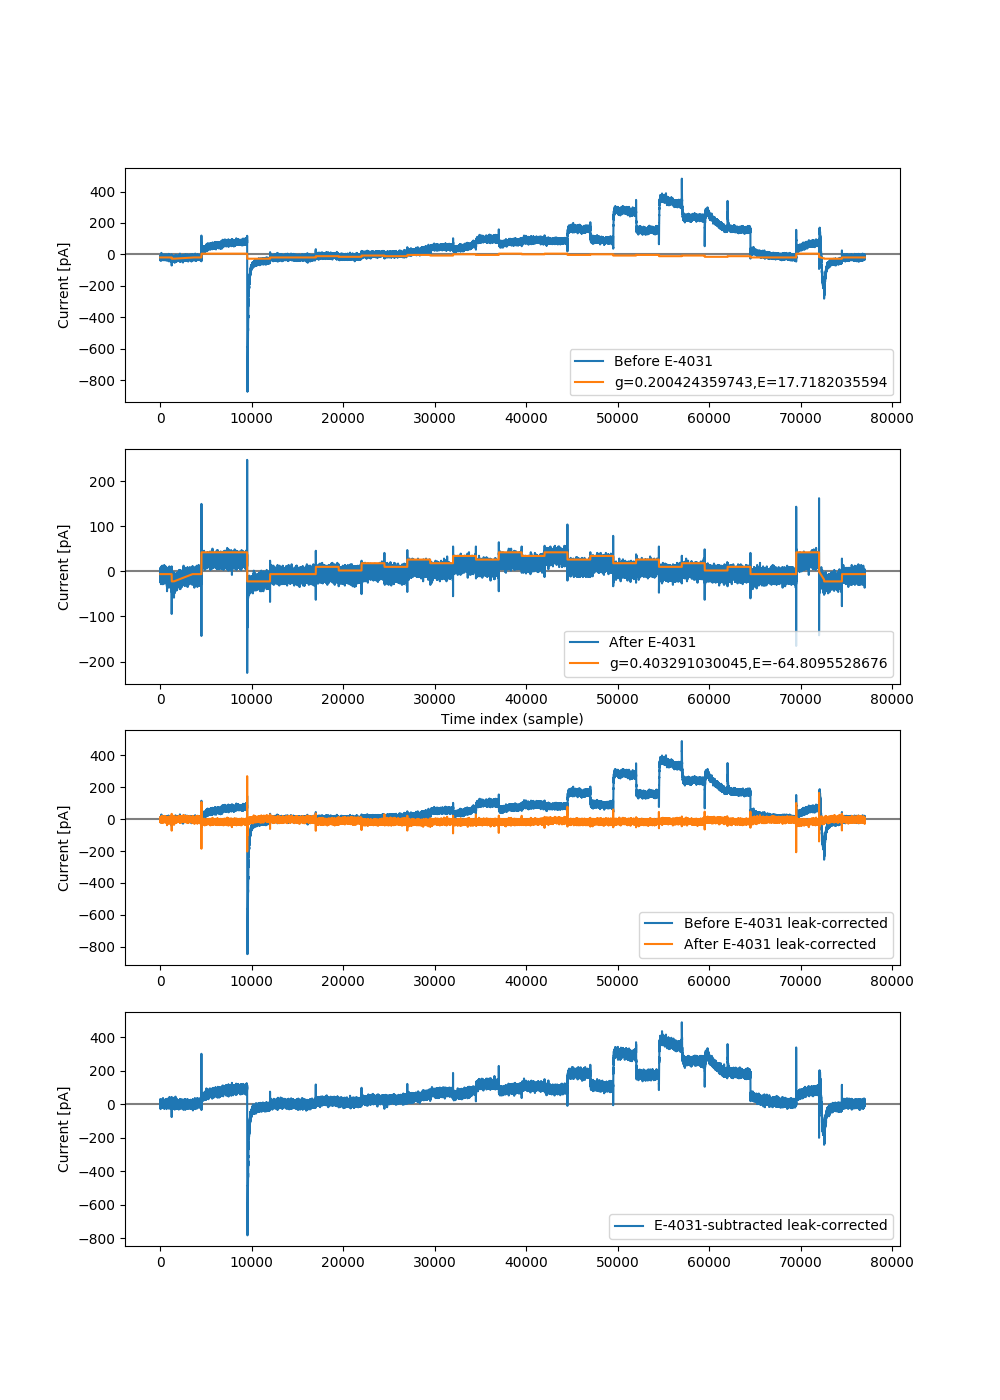 400
200
0
−200
−400
−600
−800
Current [pA]
Before E-4031
g=0.200424359743,E=17.7182035594
0 10000 20000 30000 40000 50000 60000 70000 80000
200
100
0
−100
−200
Current [pA]
After E-4031
g=0.403291030045,E=-64.8095528676
0 10000 20000 30000 40000 50000 60000 70000 80000
Time index (sample)
400
200
0
−200
−400
−600
−800
Current [pA]
Before E-4031 leak-corrected
After E-4031 leak-corrected
0 10000 20000 30000 40000 50000 60000 70000 80000
400
200
0
−200
−400
−600
−800
Current [pA]
E-4031-subtracted leak-corrected
0 10000 20000 30000 40000 50000 60000 70000 80000